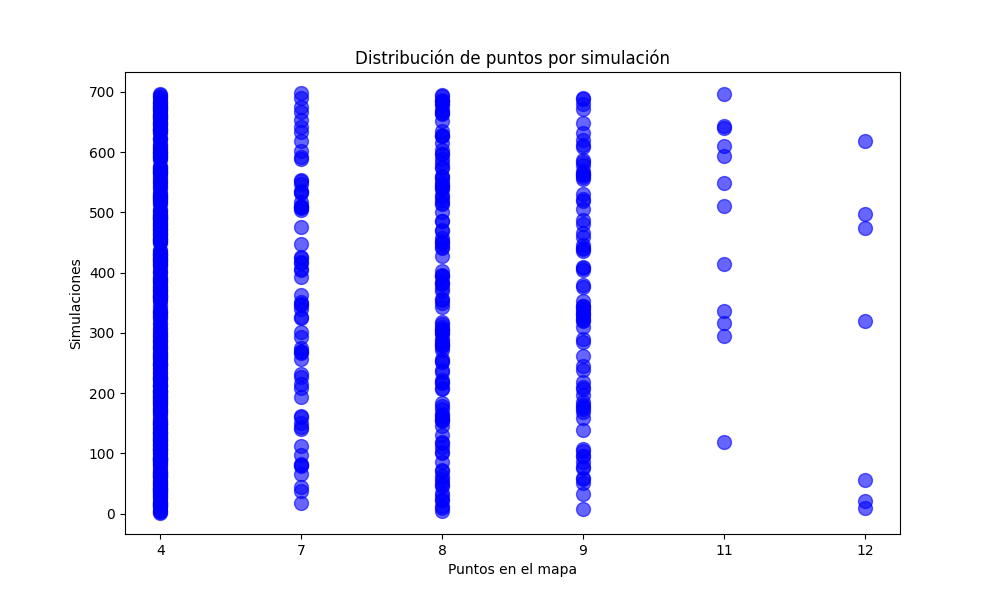 Distribución de puntos por simulación
Simulaciones
700
600
500
400
300
200
100
0
4 7 8 9 11 12
Puntos en el mapa